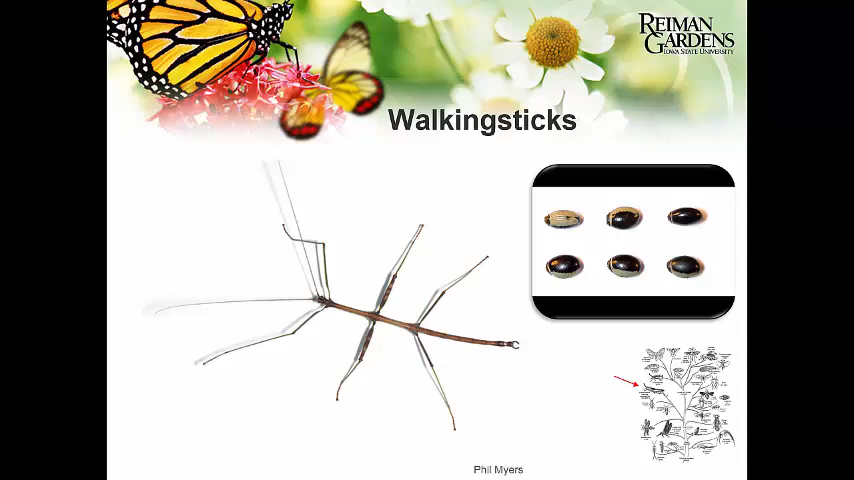 REIMAN
GARDENS
IOWA STATE UNIVERSITY
Walkingsticks
Phil Myers